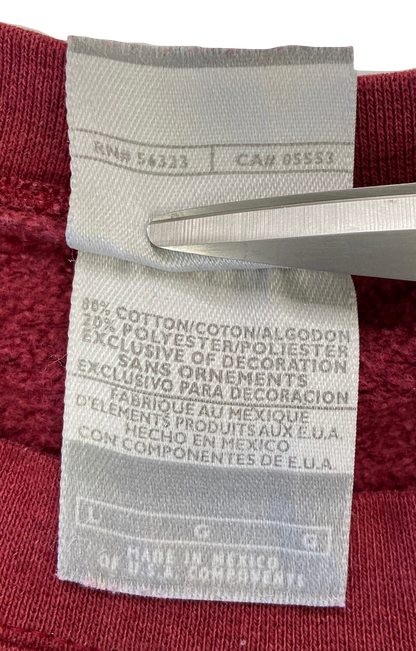 RN# 56323 | CA# 05553
80% COTTON/COTON/ALGODON
20% POLYESTER/POLIESTER
EXCLUSIVE OF DECORATION
SANS ORNEMENTS
EXCLUSIVO PARA DECORACION
FABRIQUE AU MEXIQUE
D'ELEMENTS PRODUITS AUX E.U.A.
HECHO EN MEXICO
CON COMPONENTES DE E.U.A.
L G G
MADE IN MEXICO
OF U.S.A. COMPONENTS